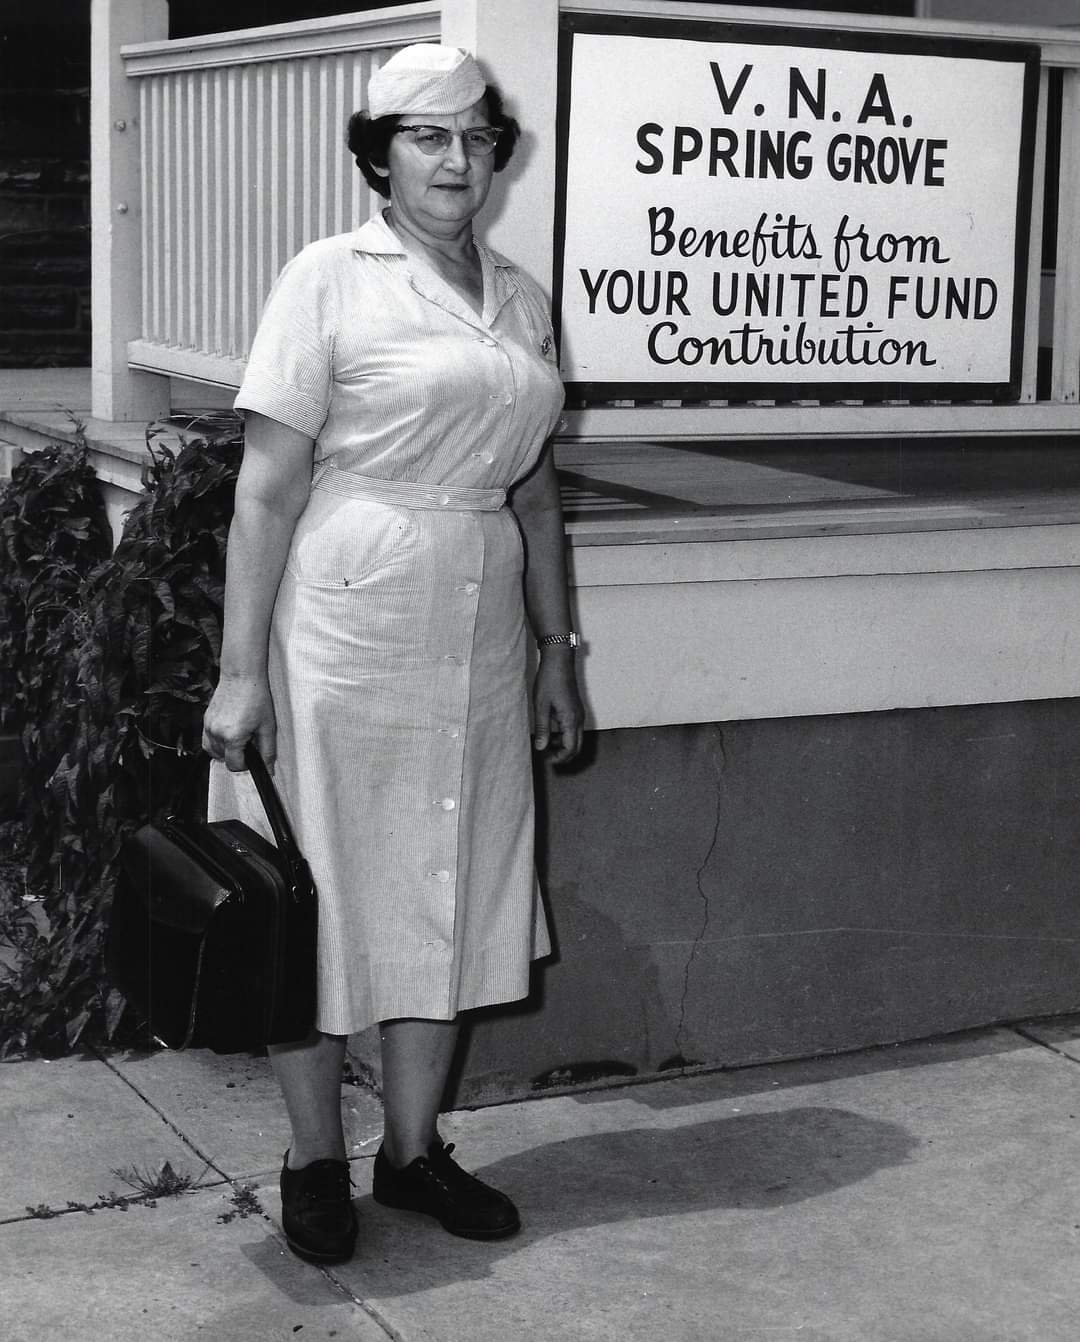 V. N. A.
SPRING GROVE
Benefits from
YOUR UNITED FUND
Contribution